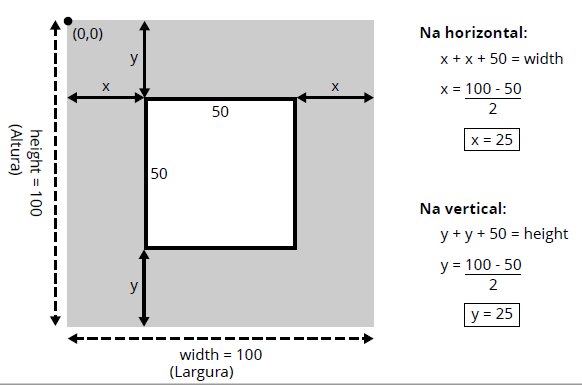 (0,0)
y
x
x
50
50
height = 100
(Altura)
y
width = 100
(Largura)
Na horizontal:
x + x + 50 = width
x = 100 - 50
2
x = 25
Na vertical:
y + y + 50 = height
y = 100 - 50
2
y = 25